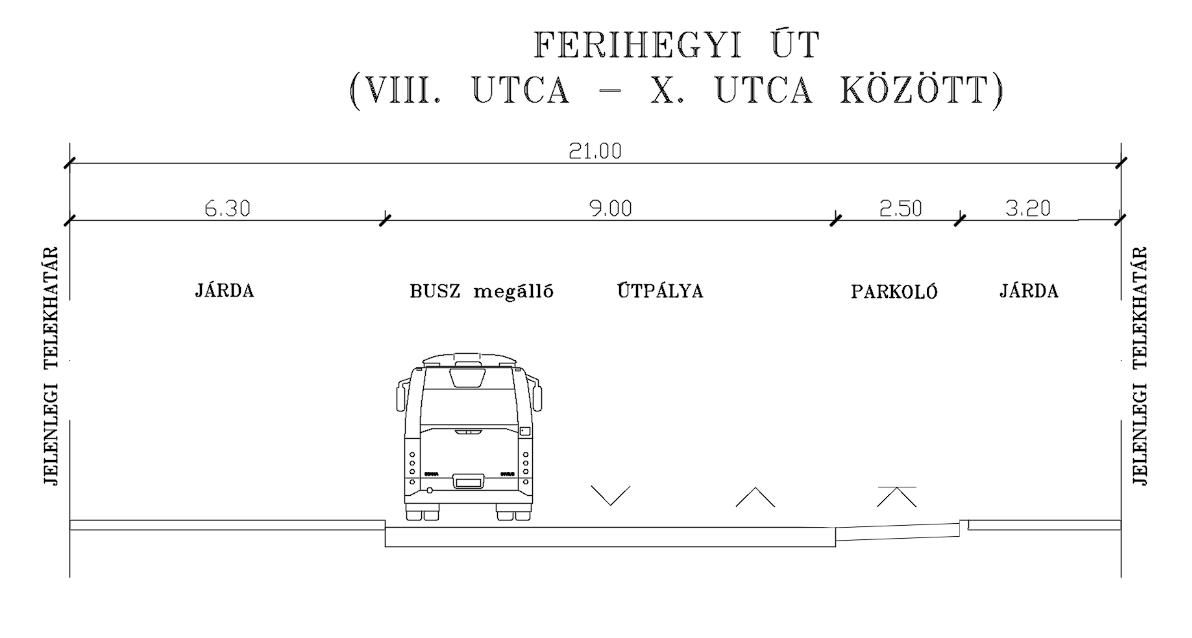 FERIHEGYI ÚT
(VIII. UTCA – X. UTCA KÖZÖTT)
21.00
6.30
9.00
2.50
3.20
JELENLEGI TELEKHATÁR
JÁRDA
BUSZ megálló
ÚTPÁLYA
PARKOLÓ
JÁRDA
JELENLEGI TELEKHATÁR